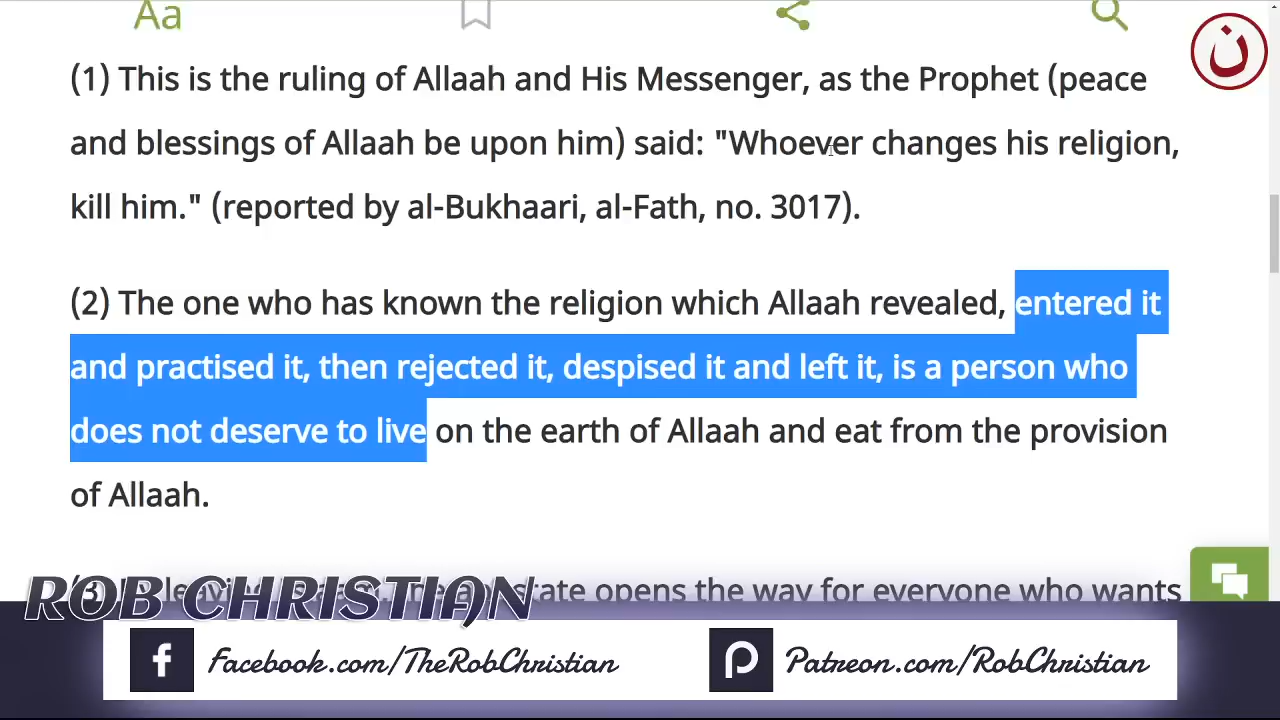 Aa
ن
(1) This is the ruling of Allaah and His Messenger, as the Prophet (peace
and blessings of Allaah be upon him) said: "Whoever changes his religion,
kill him." (reported by al-Bukhaari, al-Fath, no. 3017).
(2) The one who has known the religion which Allaah revealed, entered it
and practised it, then rejected it, despised it and left it, is a person who
does not deserve to live on the earth of Allaah and eat from the provision
of Allaah.
opens the way for everyone who wants
ROB CHRISTIAN
Facebook.com/TheRobChristian
Patreon.com/RobChristian